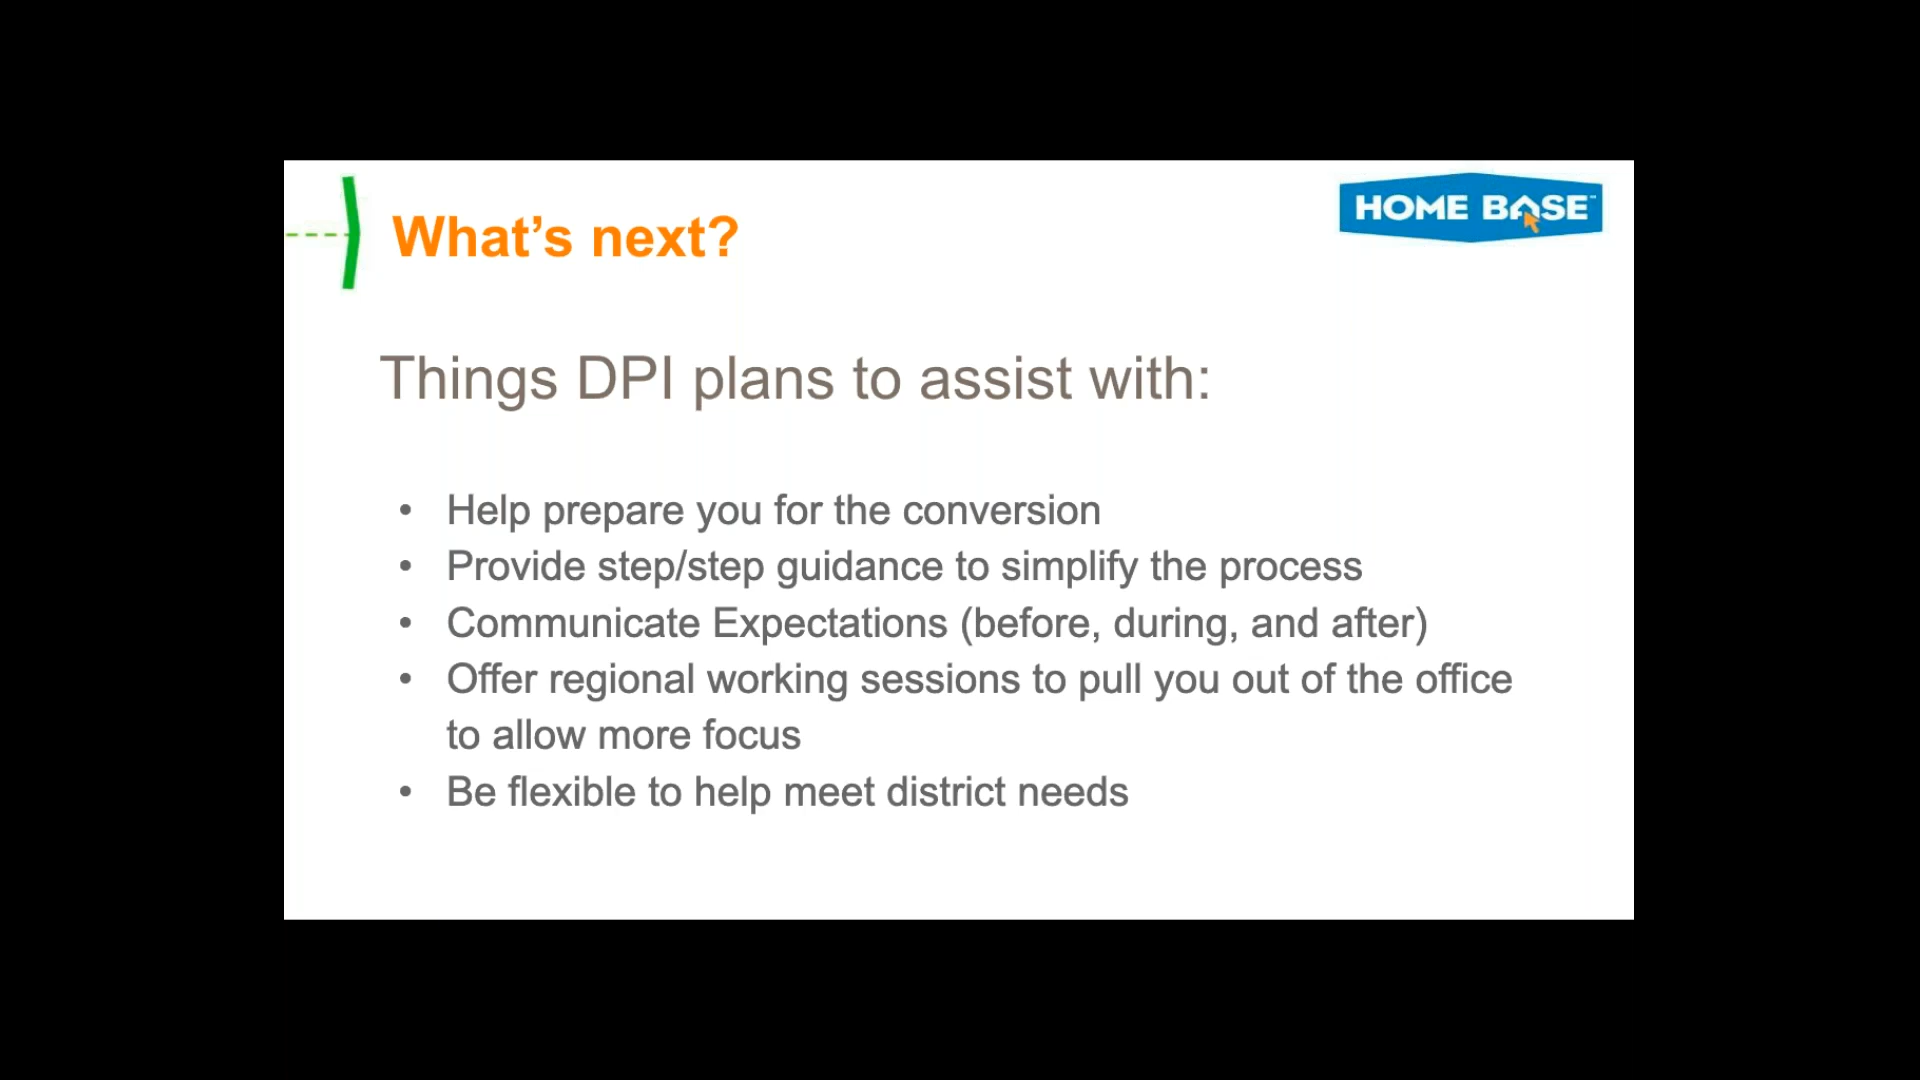 HOME BASE™
What’s next?
Things DPI plans to assist with:
• Help prepare you for the conversion
• Provide step/step guidance to simplify the process
• Communicate Expectations (before, during, and after)
• Offer regional working sessions to pull you out of the office
to allow more focus
• Be flexible to help meet district needs